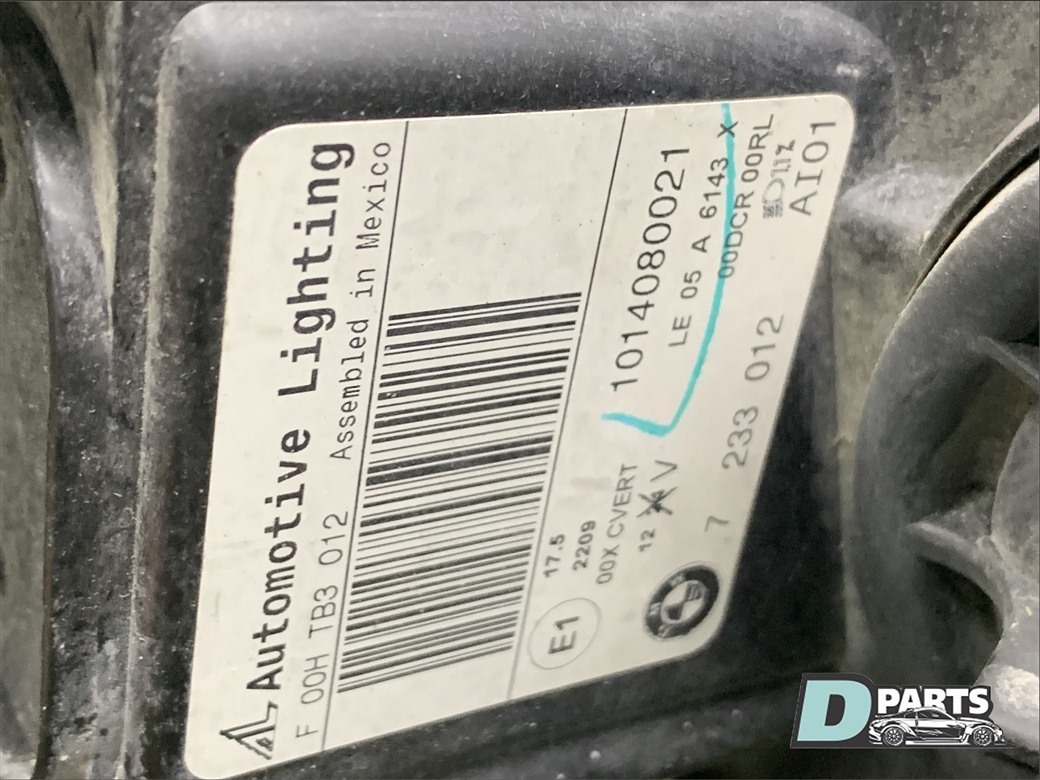 Automotive Lighting
F 00H TB3 012 Assembled in Mexico
E1
17.5
2209
00X CVERT
12 V
1014080021
LE 05 A 6143 X
00DCR 00RL
7 233 012
AI01
D PARTS